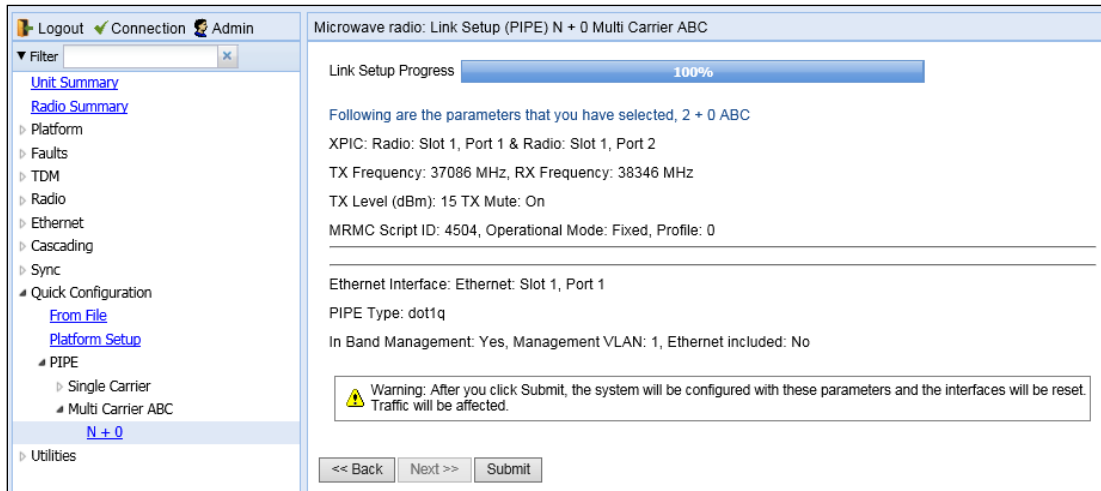 Logout Connection Admin
Filter
Unit Summary
Radio Summary
Platform
Faults
TDM
Radio
Ethernet
Cascading
Sync
Quick Configuration
From File
Platform Setup
PIPE
Single Carrier
Multi Carrier ABC
N + 0
Utilities
Microwave radio: Link Setup (PIPE) N + 0 Multi Carrier ABC
Link Setup Progress 100%
Following are the parameters that you have selected, 2 + 0 ABC
XPIC: Radio: Slot 1, Port 1 & Radio: Slot 1, Port 2
TX Frequency: 37086 MHz, RX Frequency: 38346 MHz
TX Level (dBm): 15 TX Mute: On
MRMC Script ID: 4504, Operational Mode: Fixed, Profile: 0
Ethernet Interface: Ethernet: Slot 1, Port 1
PIPE Type: dot1q
In Band Management: Yes, Management VLAN: 1, Ethernet included: No
Warning: After you click Submit, the system will be configured with these parameters and the interfaces will be reset.
Traffic will be affected.
<< Back Next >> Submit